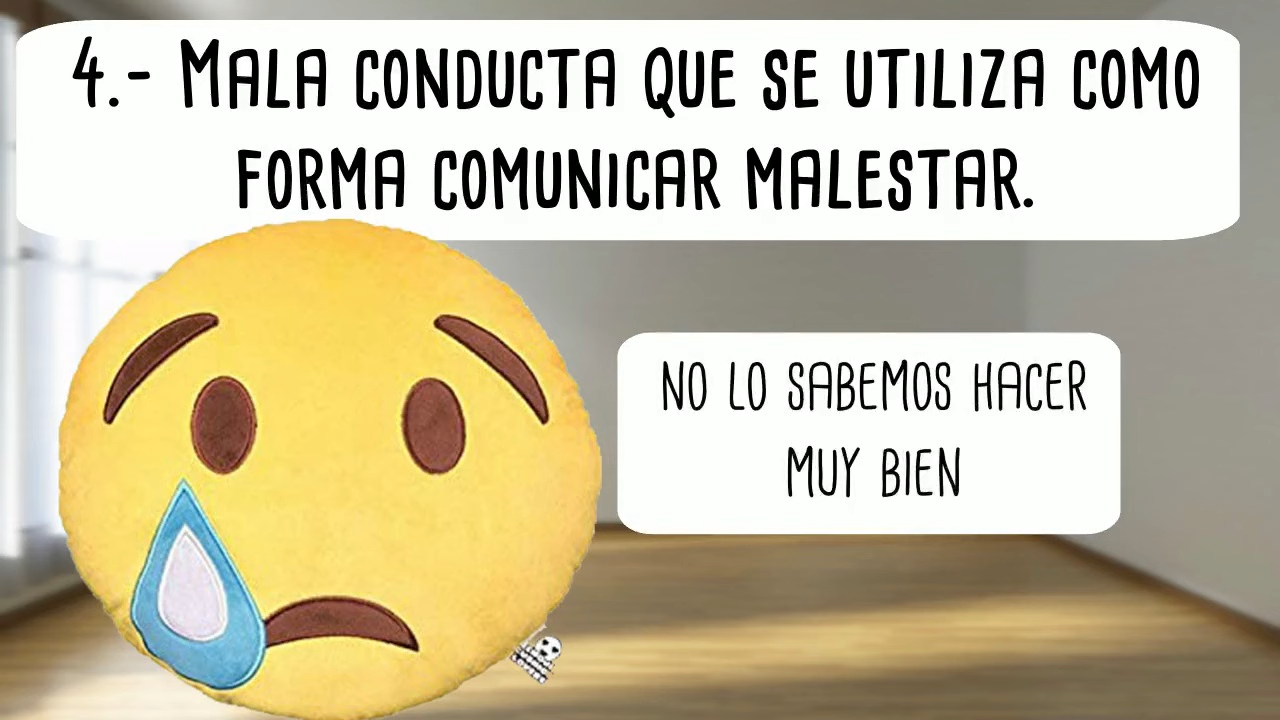 4.- MALA CONDUCTA QUE SE UTILIZA COMO
FORMA COMUNICAR MALESTAR.
NO LO SABEMOS HACER
MUY BIEN